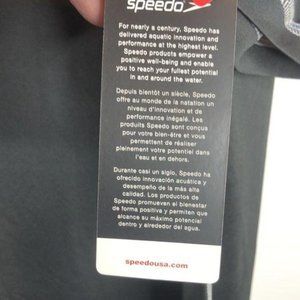 speedo
For nearly a century, Speedo has
delivered aquatic innovation and
performance at the highest level.
Speedo products empower a
positive well-being and enable
you to reach your fullest potential
in and around the water.
Depuis bientôt un siècle, Speedo
offre au monde de la natation un
niveau d'innovation et de
performance inégalé. Les
produits Speedo sont conçus
pour votre bien-être et vous
permettent de réaliser
pleinement votre potentiel dans
l'eau et en dehors.
Durante casi un siglo, Speedo ha
ofrecido innovación acuática y
desempeño de la más alta
calidad. Los productos de
Speedo promueven el bienestar
de forma positiva y permiten que
alcance su máximo potencial
dentro y alrededor del agua.
speedousa.com